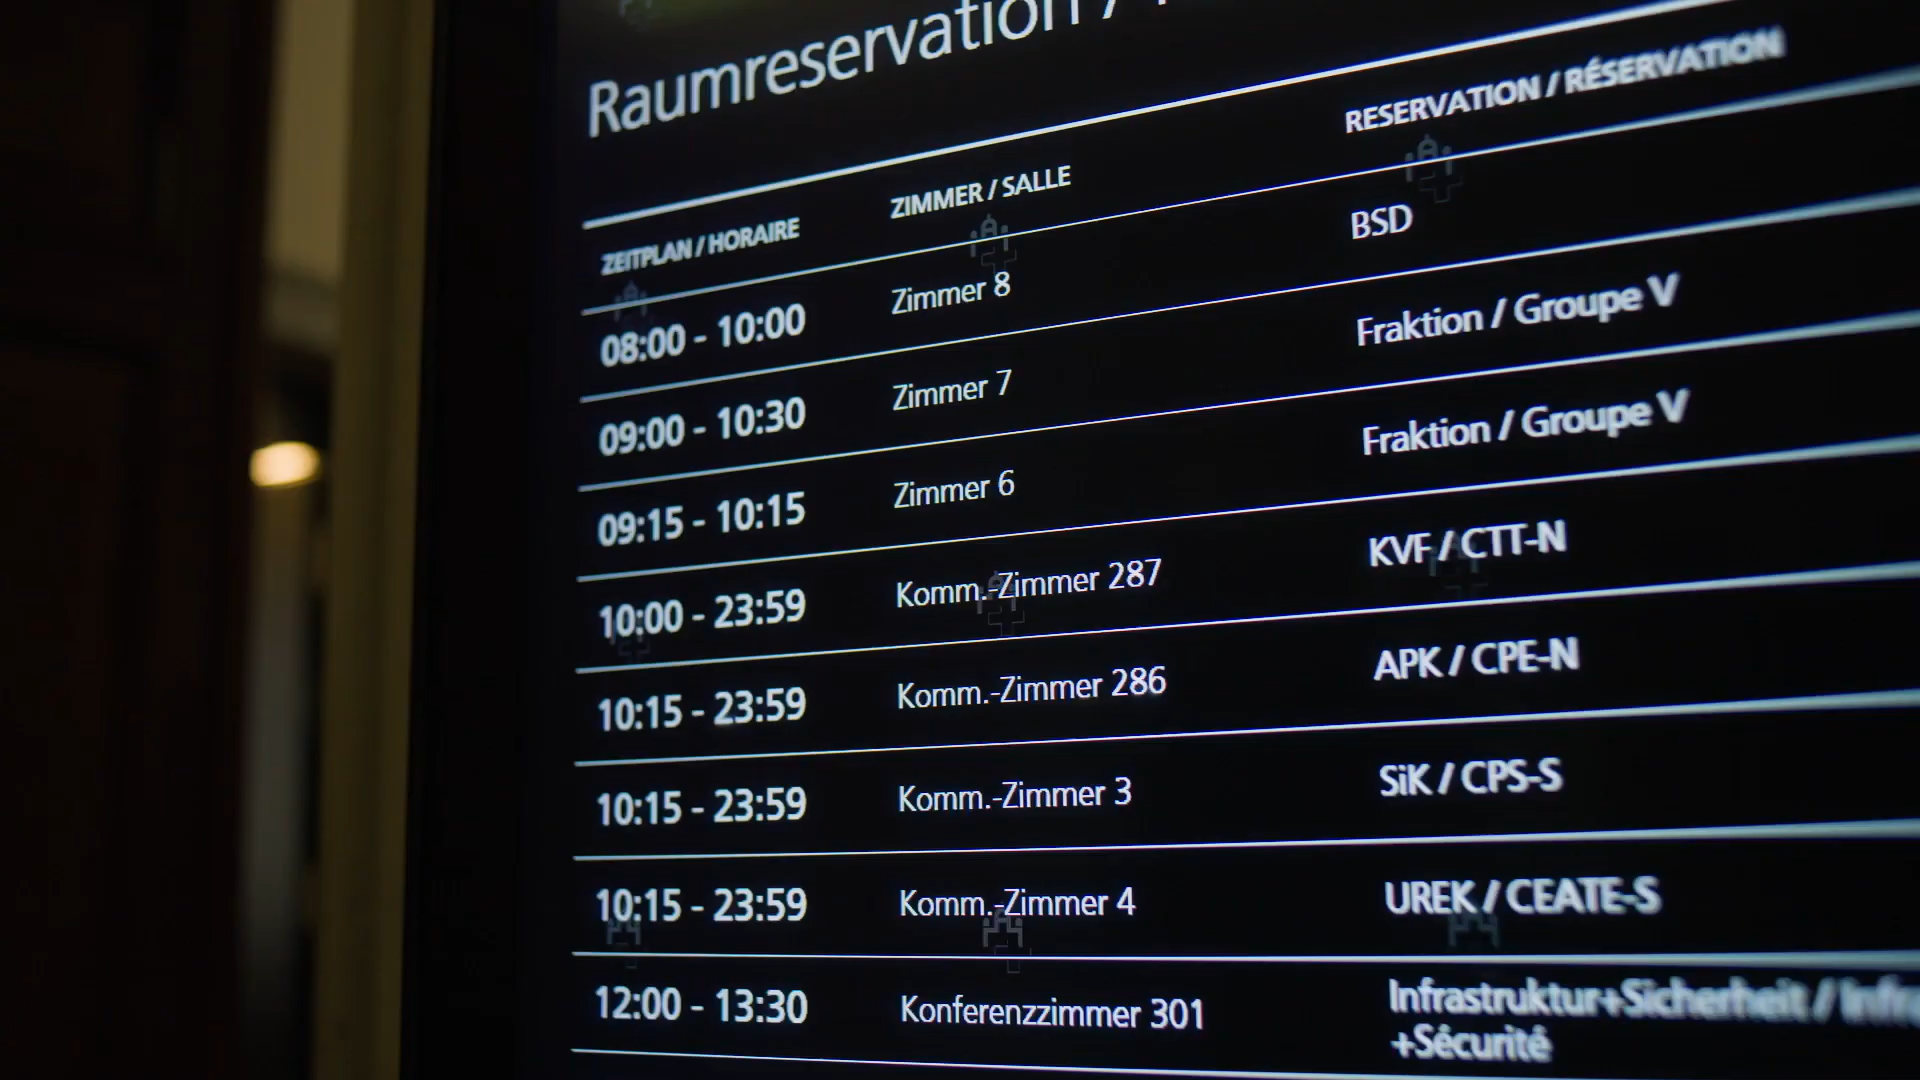 Raumreservation /
ZEITPLAN / HORAIRE ZIMMER / SALLE RESERVATION / RÉSERVATION
08:00 - 10:00 Zimmer 8 BSD
09:00 - 10:30 Zimmer 7 Fraktion / Groupe V
09:15 - 10:15 Zimmer 6 Fraktion / Groupe V
10:00 - 23:59 Komm.-Zimmer 287 KVF / CTT-N
10:15 - 23:59 Komm.-Zimmer 286 APK / CPE-N
10:15 - 23:59 Komm.-Zimmer 3 SiK / CPS-S
10:15 - 23:59 Komm.-Zimmer 4 UREK / CEATE-S
12:00 - 13:30 Konferenzzimmer 301 Infrastruktur+Sicherheit /
+Sécurité